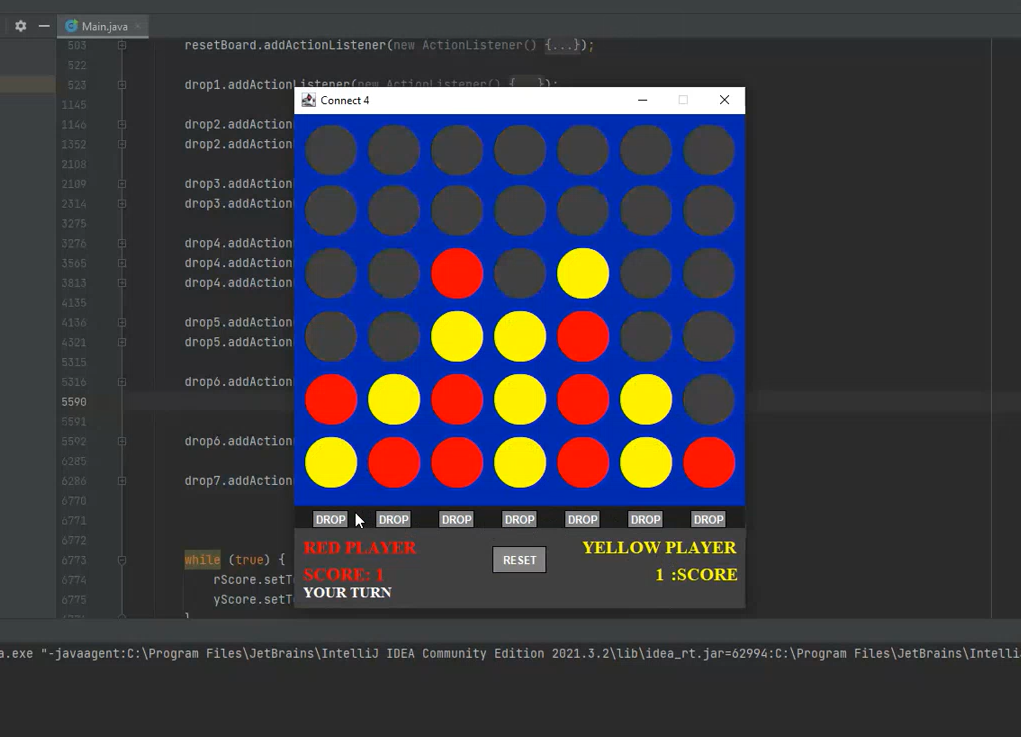 Main.java
503 resetBoard.addActionListener(new ActionListener() {...});
522
523 drop1.addActionListener(new ActionListener() {...});
1145
1146 drop2.addAction
1352 drop2.addAction
2108
2109 drop3.addAction
2314 drop3.addAction
3275
3276 drop4.addAction
3565 drop4.addAction
3813 drop4.addAction
4135
4136 drop5.addAction
4321 drop5.addAction
5315
5316 drop6.addAction
5590
5591
5592 drop6.addAction
6285
6286 drop7.addAction
6770
6771
6772
6773 while (true) {
6774 rScore.setT
6775 yScore.setT
Connect 4
DROP DROP DROP DROP DROP DROP DROP
RED PLAYER
SCORE: 1
YOUR TURN
RESET
YELLOW PLAYER
1 :SCORE
a.exe "-javaagent:C:\Program Files\JetBrains\IntelliJ IDEA Community Edition 2021.3.2\lib\idea_rt.jar=62994:C:\Program Files\JetBrains\Intelli